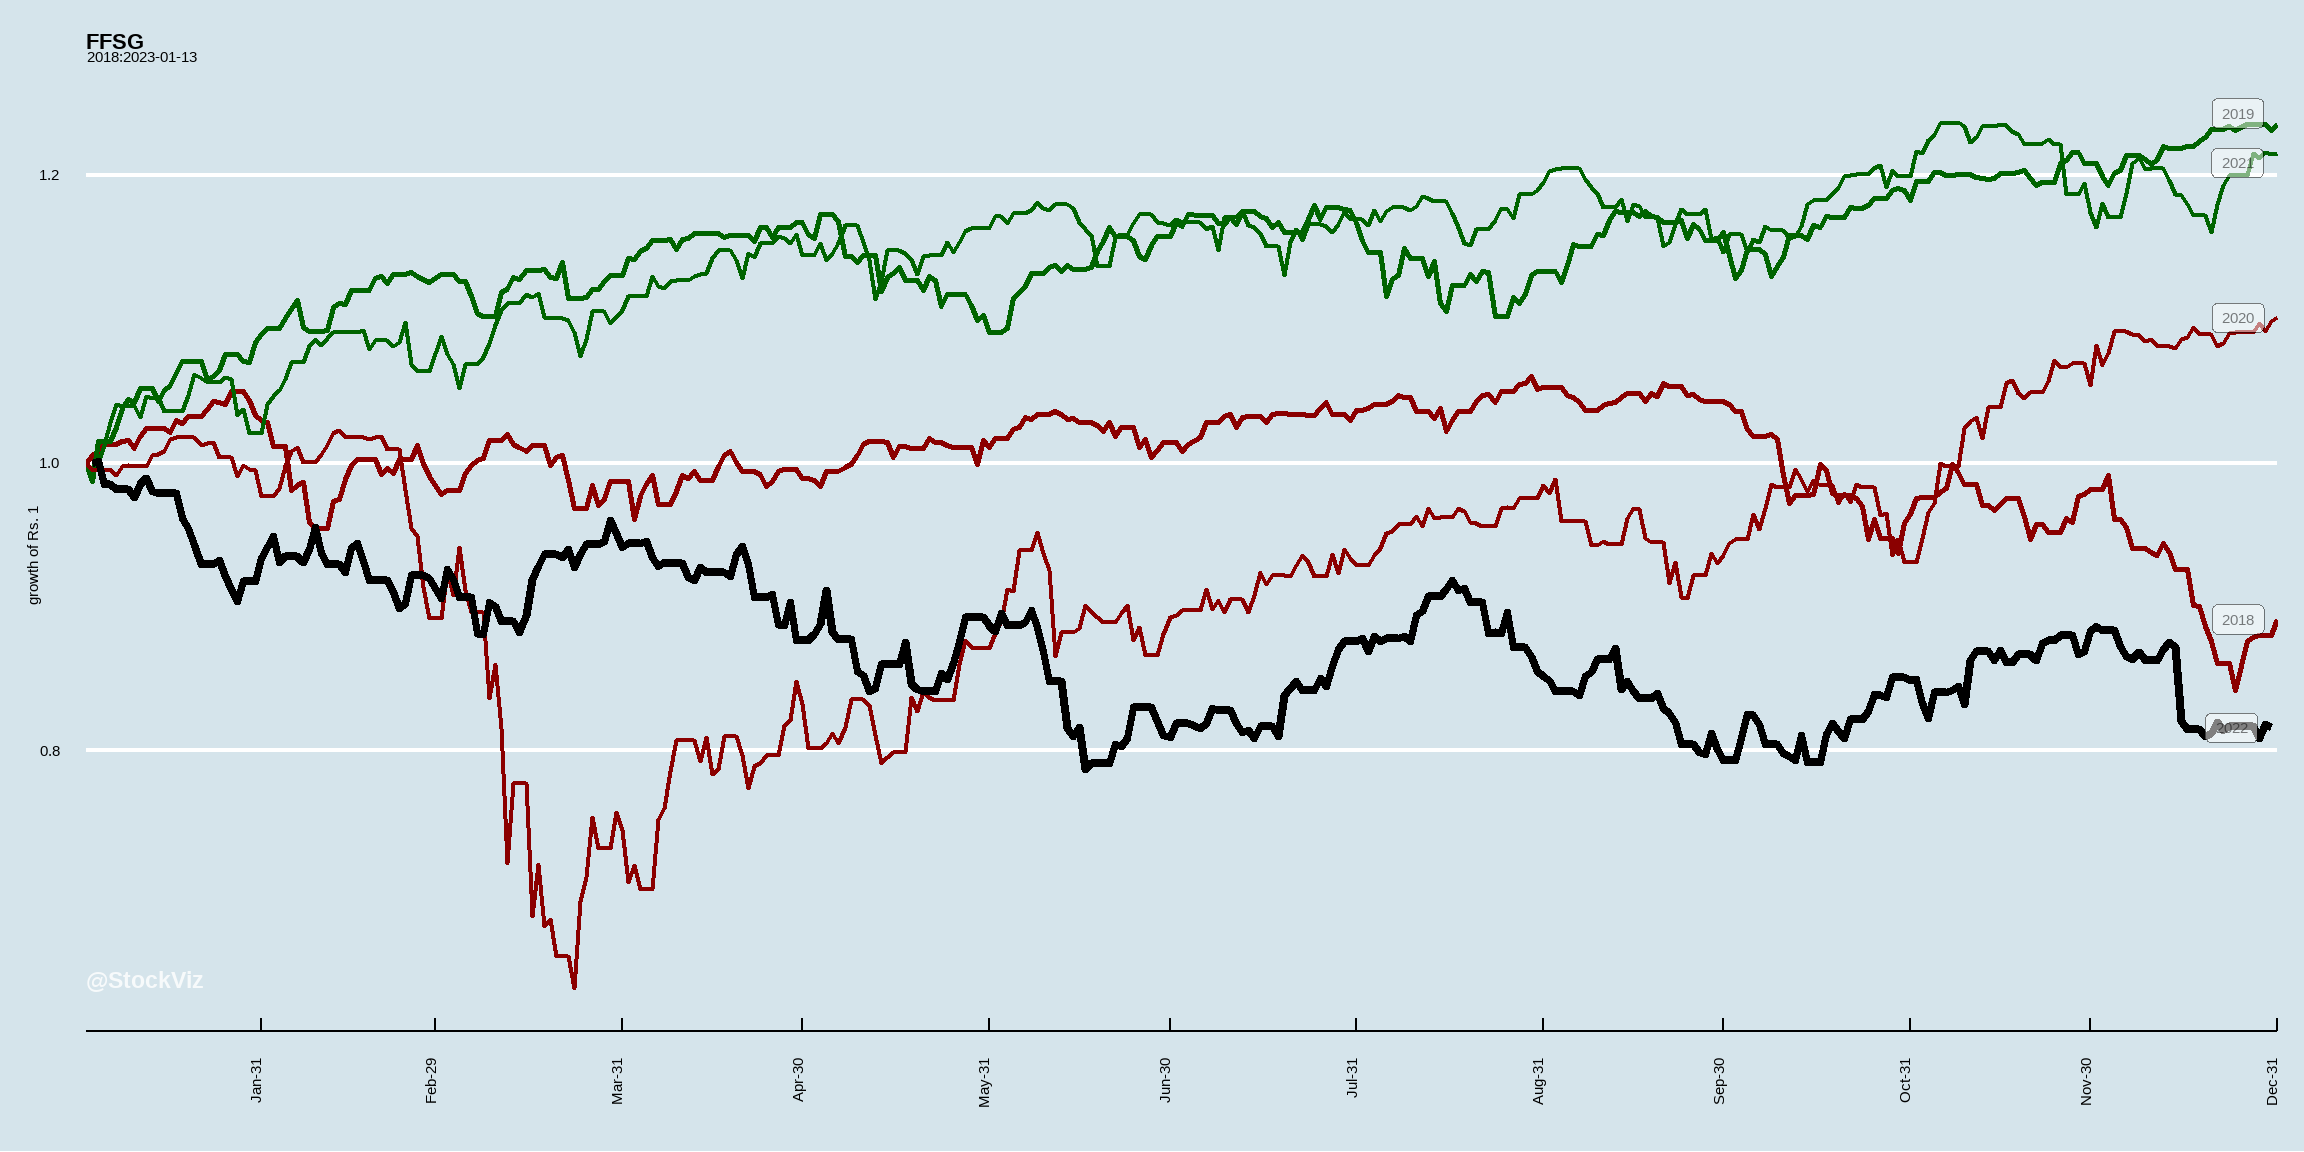 FFSG
2018:2023-01-13
2019
1.2
2021
2020
1.0
growth of Rs. 1
2018
2022
0.8
@StockViz
Jan-31
Feb-29
Mar-31
Apr-30
May-31
Jun-30
Jul-31
Aug-31
Sep-30
Oct-31
Nov-30
Dec-31